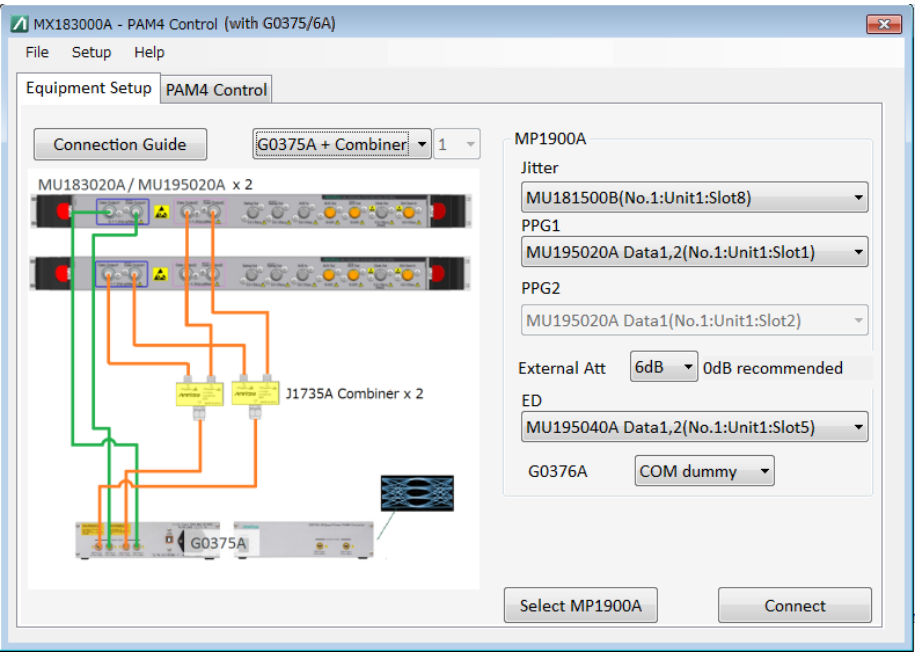 MX183000A - PAM4 Control (with G0375/6A)
File Setup Help
Equipment Setup PAM4 Control
Connection Guide
G0375A + Combiner
1
MU183020A / MU195020A x 2
J1735A Combiner x 2
G0375A
MP1900A
Jitter
MU181500B(No.1:Unit1:Slot8)
PPG1
MU195020A Data1,2(No.1:Unit1:Slot1)
PPG2
MU195020A Data1(No.1:Unit1:Slot2)
External Att 6dB 0dB recommended
ED
MU195040A Data1,2(No.1:Unit1:Slot5)
G0376A COM dummy
Select MP1900A Connect